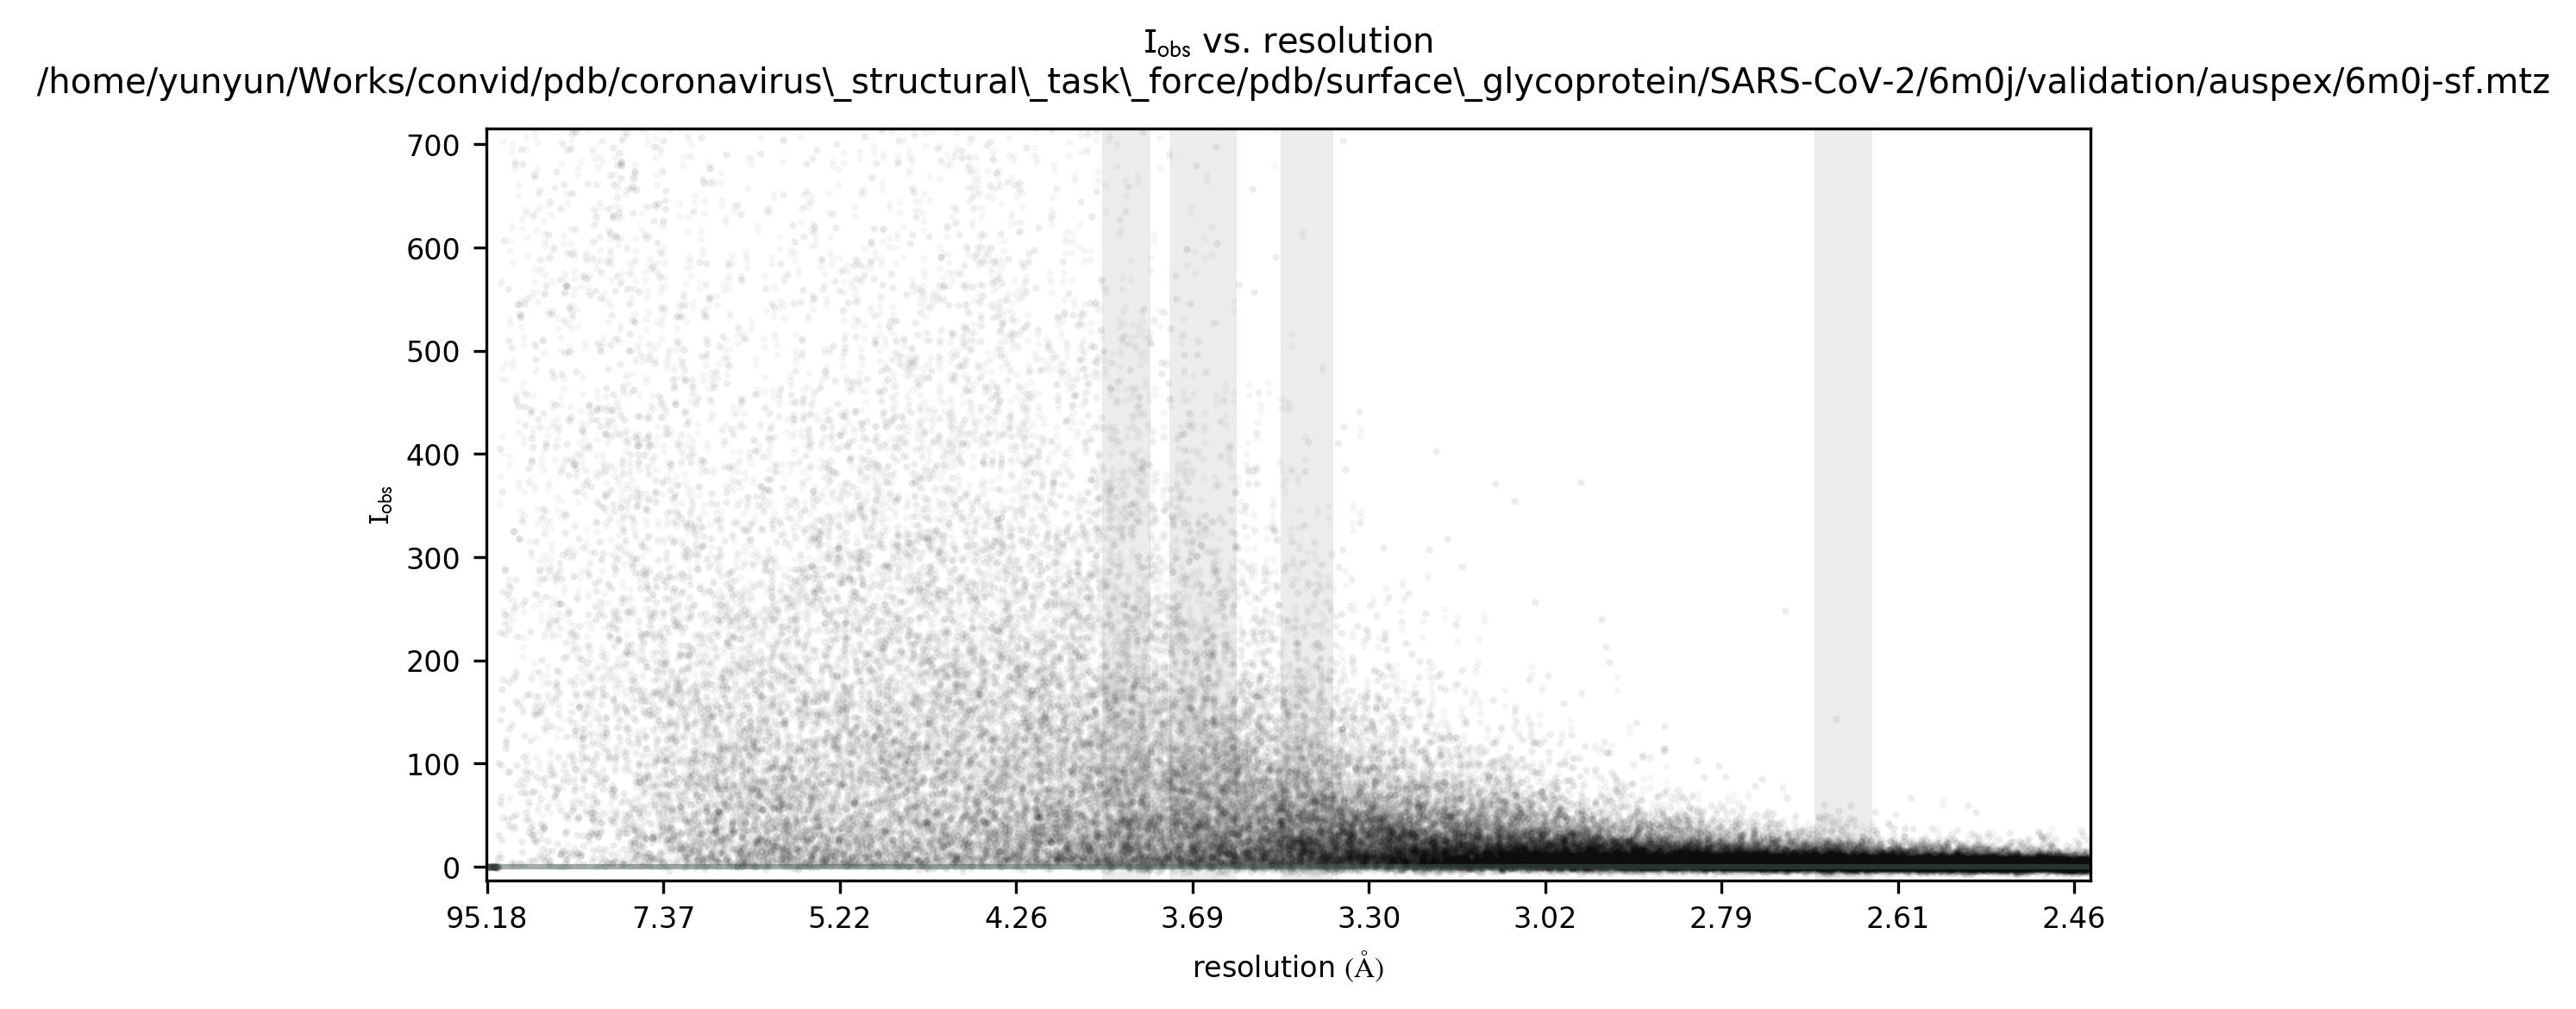 I_obs vs. resolution
/home/yunyun/Works/convid/pdb/coronavirus\_structural\_task\_force/pdb/surface\_glycoprotein/SARS-CoV-2/6m0j/validation/auspex/6m0j-sf.mtz
700
600
500
400
300
200
100
0
I_obs
95.18 7.37 5.22 4.26 3.69 3.30 3.02 2.79 2.61 2.46
resolution (Å)